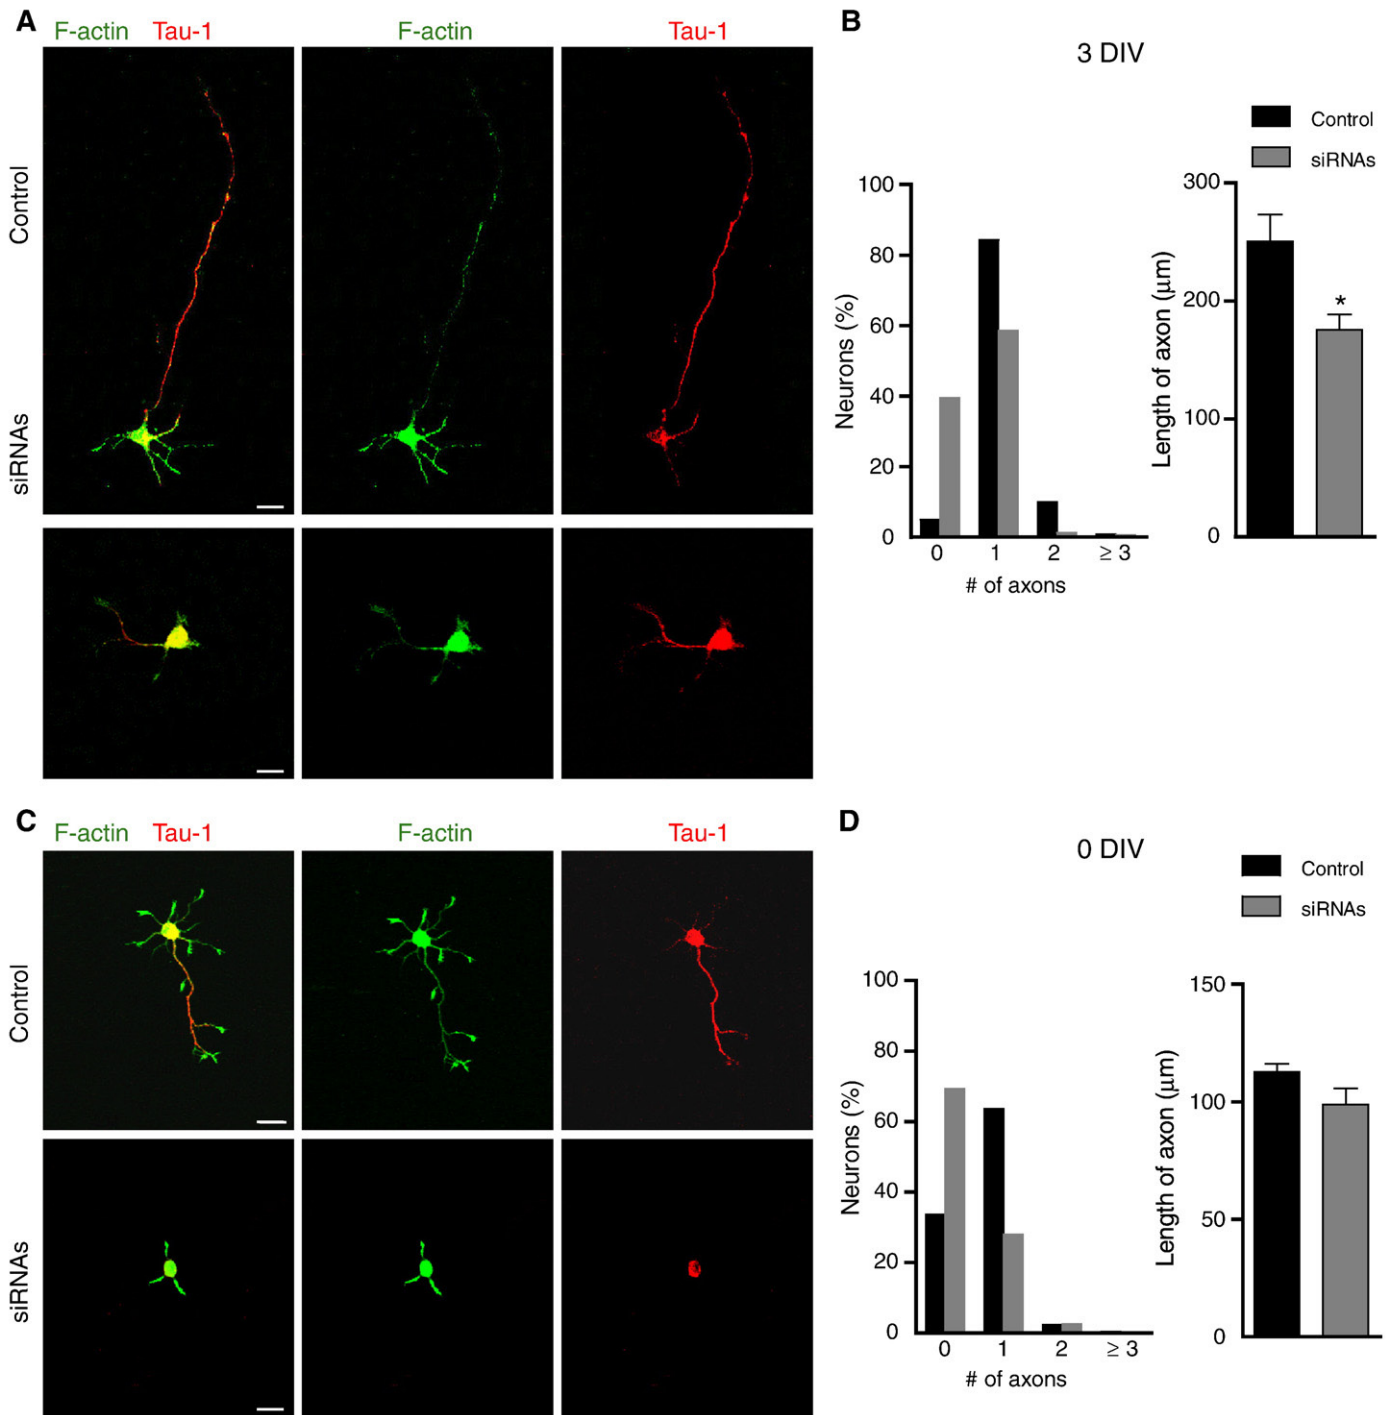 A
F-actin Tau-1
F-actin
Tau-1
Control
siRNAs
B
3 DIV
Control
siRNAs
100
80
60
40
20
0
Neurons (%)
0 1 2 ≥ 3
# of axons
300
200
100
0
Length of axon (μm)
*
C
F-actin Tau-1
F-actin
Tau-1
Control
siRNAs
D
0 DIV
Control
siRNAs
100
80
60
40
20
0
Neurons (%)
0 1 2 ≥ 3
# of axons
150
100
50
0
Length of axon (μm)